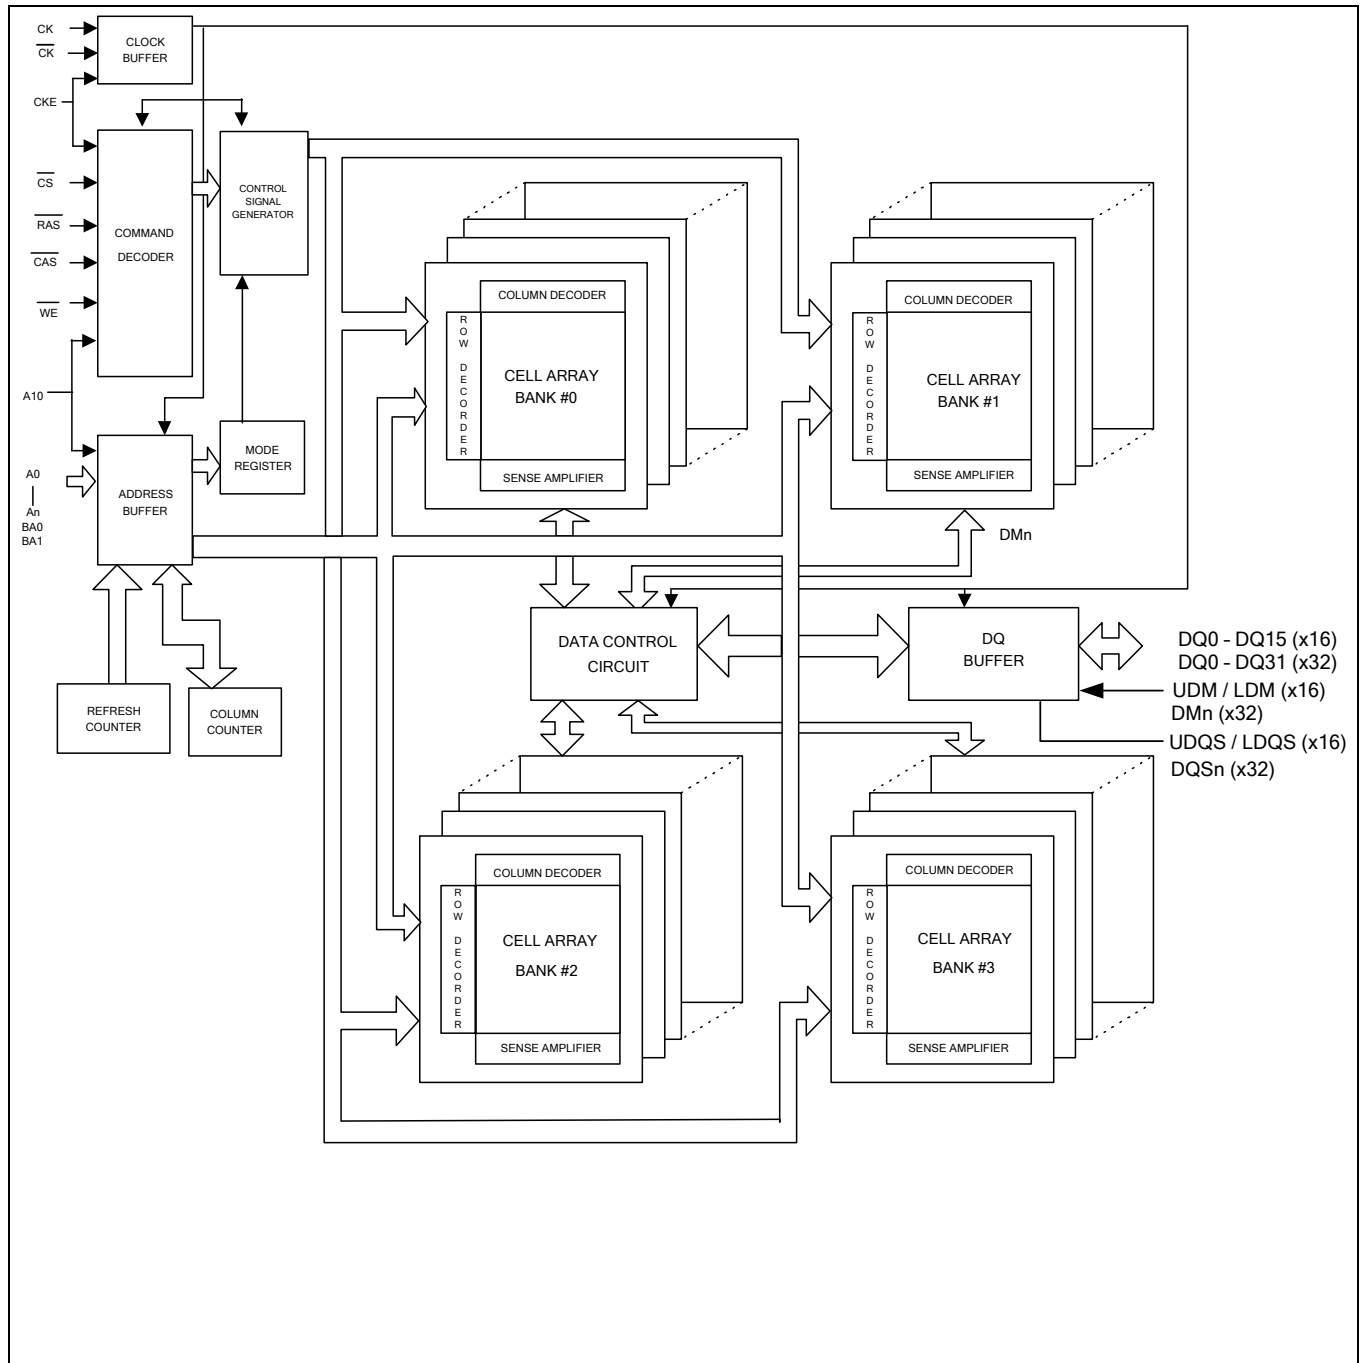 CK
CK
CKE
CS
RAS
CAS
WE
A10
A0
An
BA0
BA1
CLOCK
BUFFER
COMMAND
DECODER
CONTROL
SIGNAL
GENERATOR
MODE
REGISTER
ADDRESS
BUFFER
REFRESH
COUNTER
COLUMN
COUNTER
COLUMN DECODER
ROW DECORDER
CELL ARRAY
BANK #0
SENSE AMPLIFIER
COLUMN DECODER
ROW DECORDER
CELL ARRAY
BANK #1
SENSE AMPLIFIER
DMn
DATA CONTROL
CIRCUIT
DQ
BUFFER
DQ0 - DQ15 (x16)
DQ0 - DQ31 (x32)
UDM / LDM (x16)
DMn (x32)
UDQS / LDQS (x16)
DQSn (x32)
COLUMN DECODER
ROW DECORDER
CELL ARRAY
BANK #2
SENSE AMPLIFIER
COLUMN DECODER
ROW DECORDER
CELL ARRAY
BANK #3
SENSE AMPLIFIER